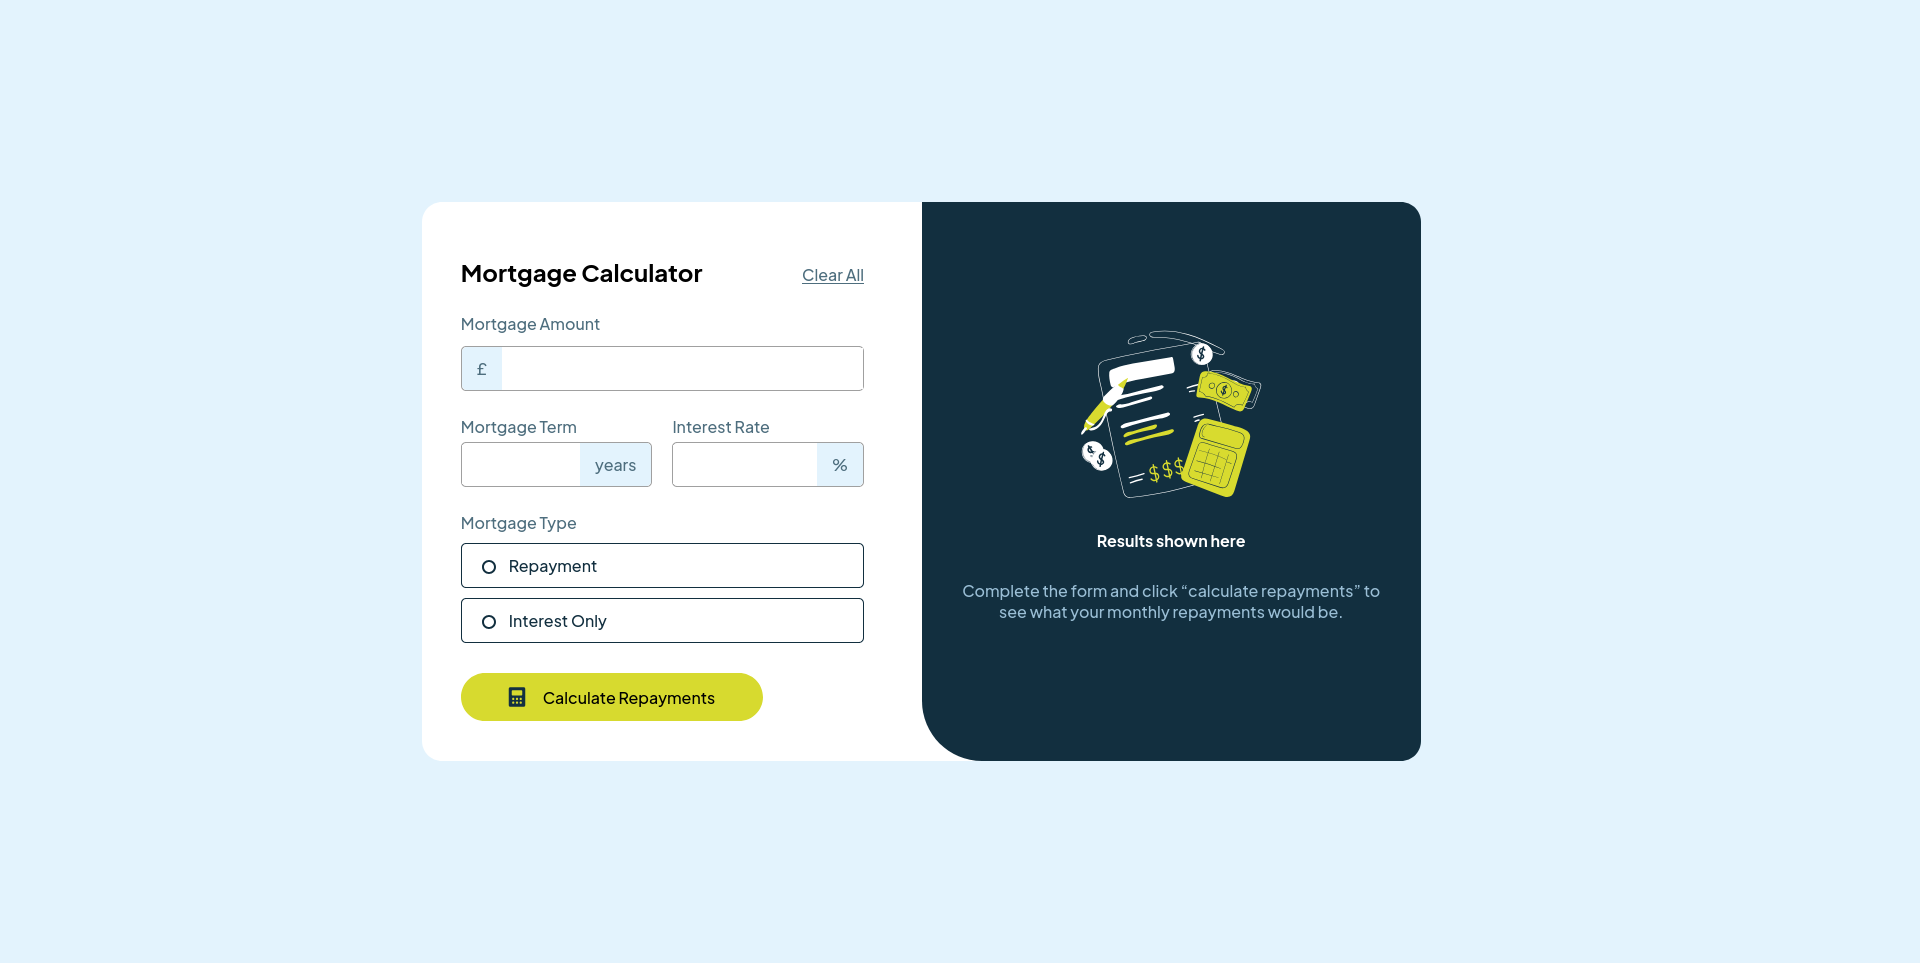 Mortgage Calculator
Clear All
Mortgage Amount
£
Mortgage Term
Interest Rate
years
%
Mortgage Type
Repayment
Interest Only
Calculate Repayments
$
$
$
$
$$$
Results shown here
Complete the form and click “calculate repayments” to
see what your monthly repayments would be.